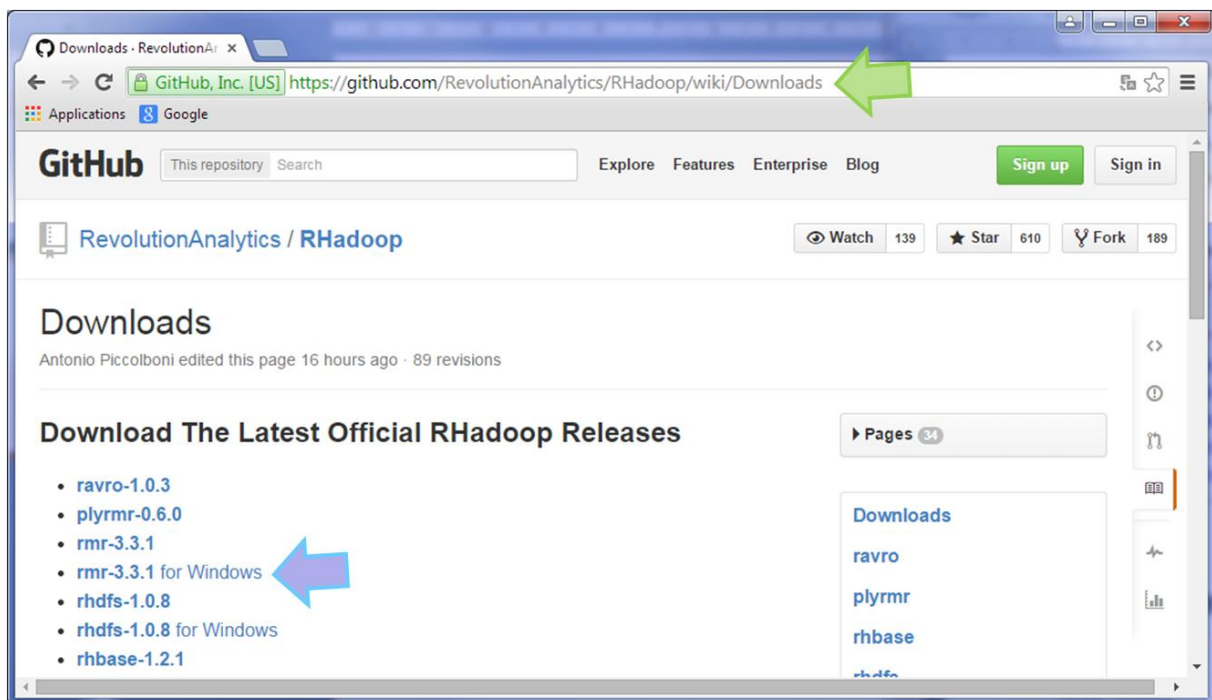 Downloads · RevolutionAr
GitHub, Inc. [US] https://github.com/RevolutionAnalytics/RHadoop/wiki/Downloads
Applications Google
GitHub This repository Search Explore Features Enterprise Blog Sign up Sign in
RevolutionAnalytics / RHadoop Watch 139 Star 610 Fork 189
Downloads
Antonio Piccolboni edited this page 16 hours ago · 89 revisions
Download The Latest Official RHadoop Releases
Pages 34
ravro-1.0.3
plyrmr-0.6.0
rmr-3.3.1
rmr-3.3.1 for Windows
rhdfs-1.0.8
rhdfs-1.0.8 for Windows
rhbase-1.2.1
Downloads
ravro
plyrmr
rhbase
rhdfs